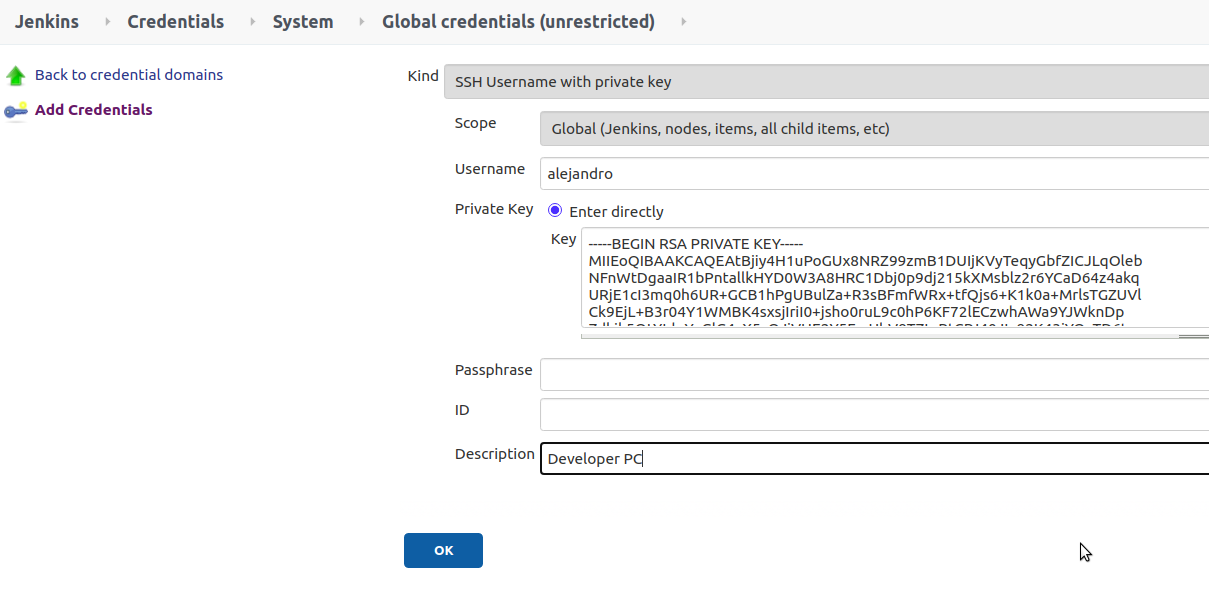 Jenkins Credentials System Global credentials (unrestricted)
Back to credential domains
Add Credentials
Kind SSH Username with private key
Scope Global (Jenkins, nodes, items, all child items, etc)
Username alejandro
Private Key Enter directly
Key -----BEGIN RSA PRIVATE KEY-----
MIIEoQIBAAKCAQEAtBjiy4H1uPoGUx8NRZ99zmB1DUIjKVyTeqyGbfZICJLqOleb
NFnWtDgaaIR1bPntallkHYD0W3A8HRC1Dbj0p9dj215kXMsblz2r6YCaD64z4akq
URjE1cI3mq0h6UR+GCB1hPgUBulZa+R3sBFmfWRx+tfQjs6+K1k0a+MrlsTGZUVl
Ck9EjL+B3r04Y1WMBK4sxsjIriI0+jsho0ruL9c0hP6KF72lECzwhAWa9YJWknDp
Passphrase
ID
Description Developer PC
OK